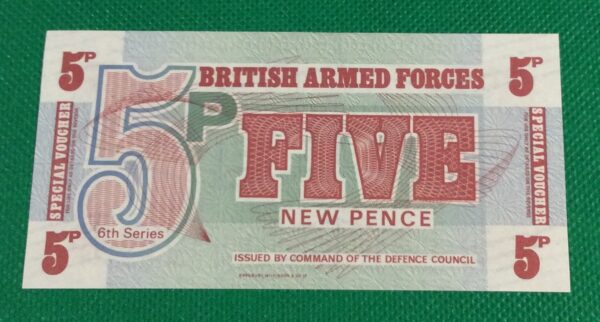 5P
BRITISH ARMED FORCES
5P
5P
FIVE
NEW PENCE
6th Series
ISSUED BY COMMAND OF THE DEFENCE COUNCIL
5P
5P
SPECIAL VOUCHER
SPECIAL VOUCHER